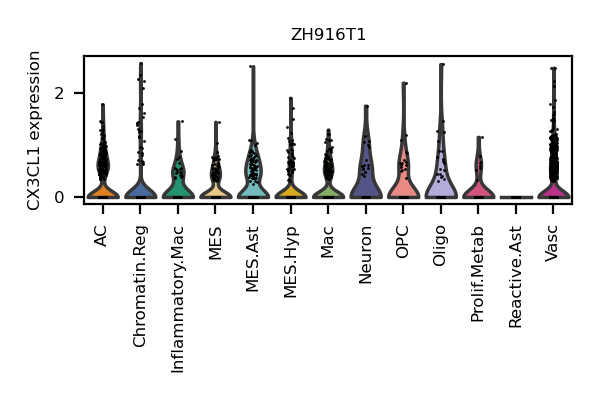 ZH916T1
CX3CL1 expression
2
0
AC
Chromatin.Reg
Inflammatory.Mac
MES
MES.Ast
MES.Hyp
Mac
Neuron
OPC
Oligo
Prolif.Metab
Reactive.Ast
Vasc